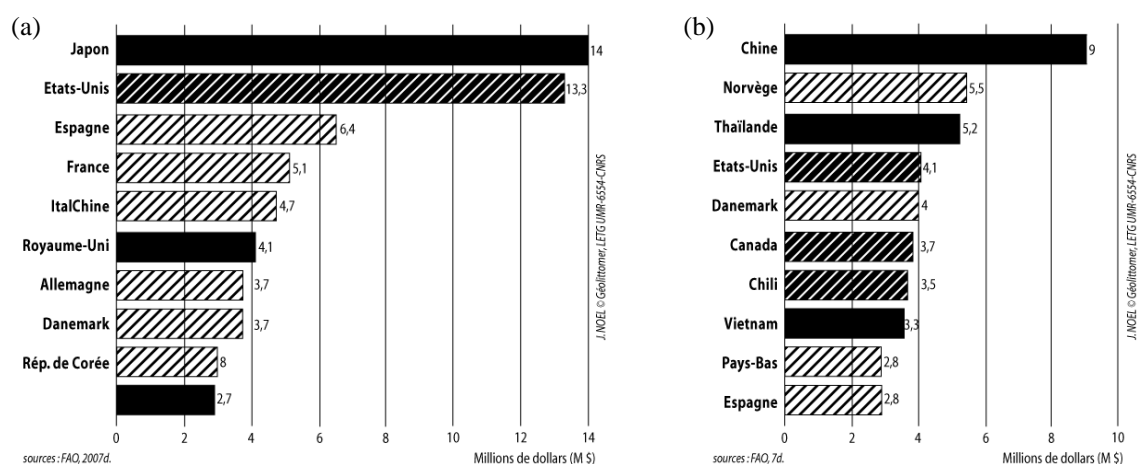 (a)
Japon 14
Etats-Unis 13,3
Espagne 6,4
France 5,1
ItalChine 4,7
Royaume-Uni 4,1
Allemagne 3,7
Danemark 3,7
Rép. de Corée 8
2,7
0 2 4 6 8 10 12 14
sources : FAO, 2007d.
Millions de dollars (M $)
J. NOEL © Géolittomer, LETG UMR-6554-CNRS
(b)
Chine 9
Norvège 5,5
Thaïlande 5,2
Etats-Unis 4,1
Danemark 4
Canada 3,7
Chili 3,5
Vietnam 3,3
Pays-Bas 2,8
Espagne 2,8
0 2 4 6 8 10
sources : FAO, 7d.
Millions de dollars (M $)
J. NOEL © Géolittomer, LETG UMR-6554-CNRS